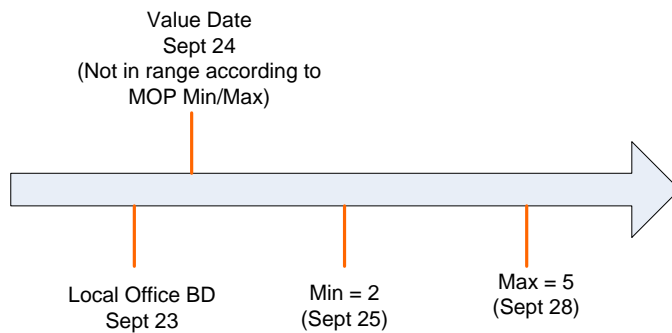 Value Date
Sept 24
(Not in range according to
MOP Min/Max)
Local Office BD
Sept 23
Min = 2
(Sept 25)
Max = 5
(Sept 28)